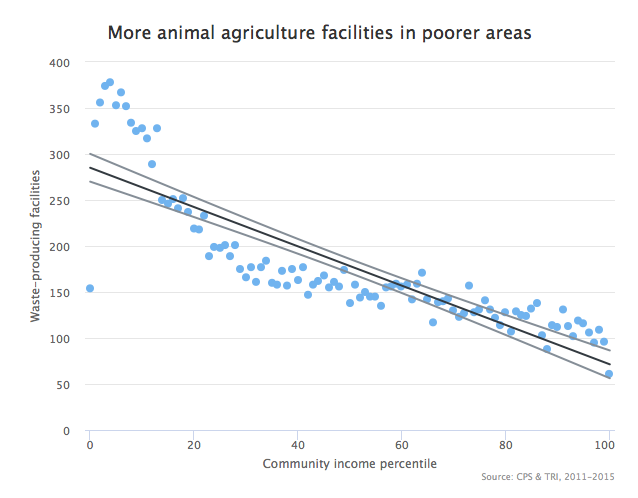 More animal agriculture facilities in poorer areas
400
350
300
250
200
150
100
50
0
Waste-producing facilities
0 20 40 60 80 100
Community income percentile
Source: CPS & TRI, 2011-2015